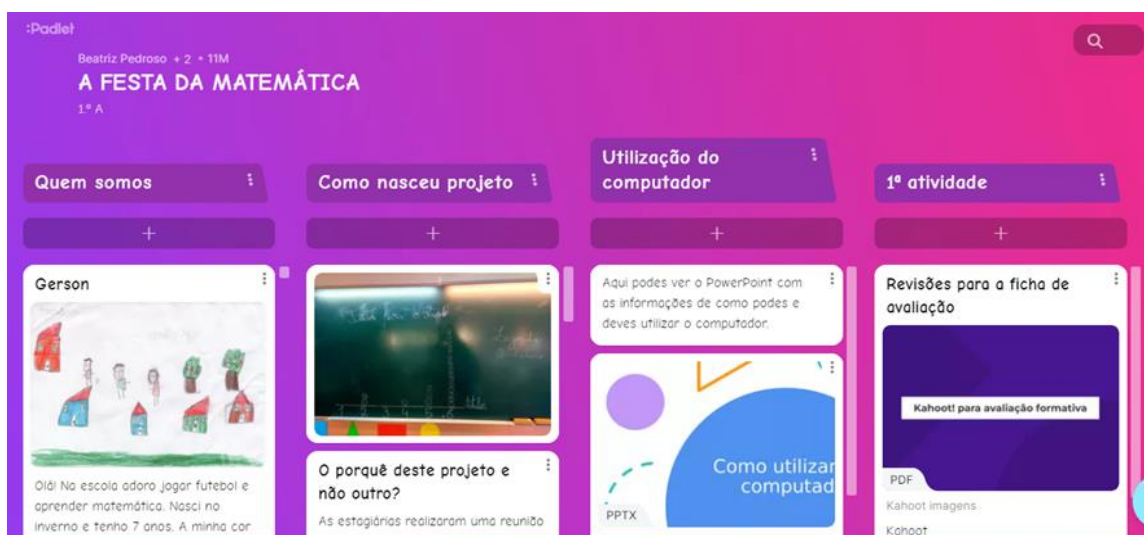 :Padlet
Beatriz Pedroso + 2 • 11M
A FESTA DA MATEMÁTICA
1.º A
Quem somos
Como nasceu projeto
Utilização do
computador
1ª atividade
Gerson
Olá! Na escola adoro jogar futebol e
aprender matemática. Nasci no
inverno e tenho 7 anos. A minha cor
O porquê deste projeto e
não outro?
As estagiárias realizaram uma reunião
Aqui podes ver o PowerPoint com
as informações de como podes e
deves utilizar o computador.
Como utilizar
computad
PPTX
Revisões para a ficha de
avaliação
Kahoot! para avaliação formativa
PDF
Kahoot imagens
Kahoot